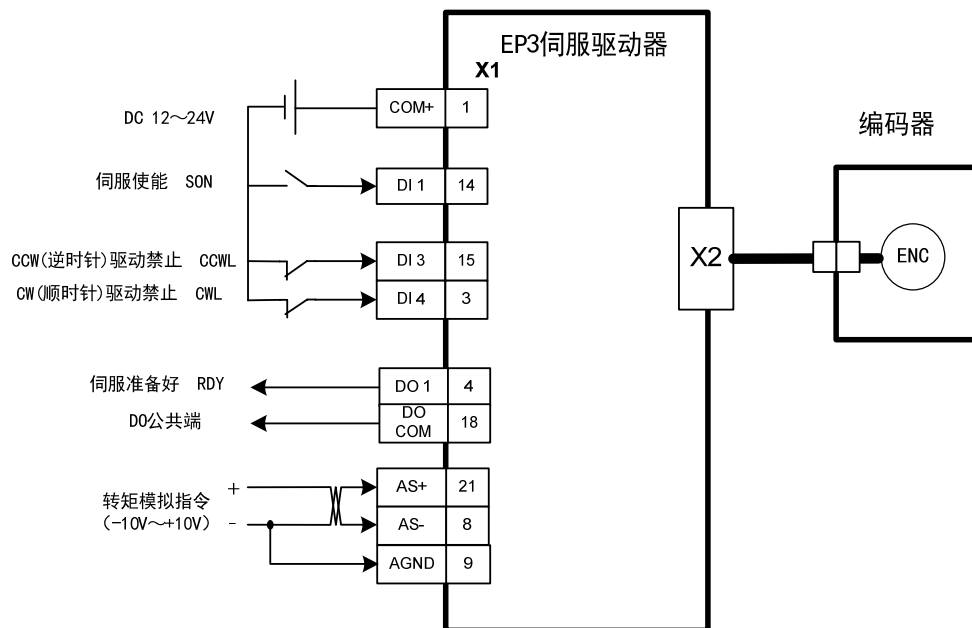 EP3伺服驱动器
X1
DC 12～24V
COM+ 1
编码器
伺服使能 SON
DI 1 14
CCW(逆时针)驱动禁止 CCWL
DI 3 15
X2
ENC
CW(顺时针)驱动禁止 CWL
DI 4 3
伺服准备好 RDY
DO 1 4
DO公共端
DO
COM 18
转矩模拟指令
(-10V～+10V)
+
-
AS+ 21
AS- 8
AGND 9